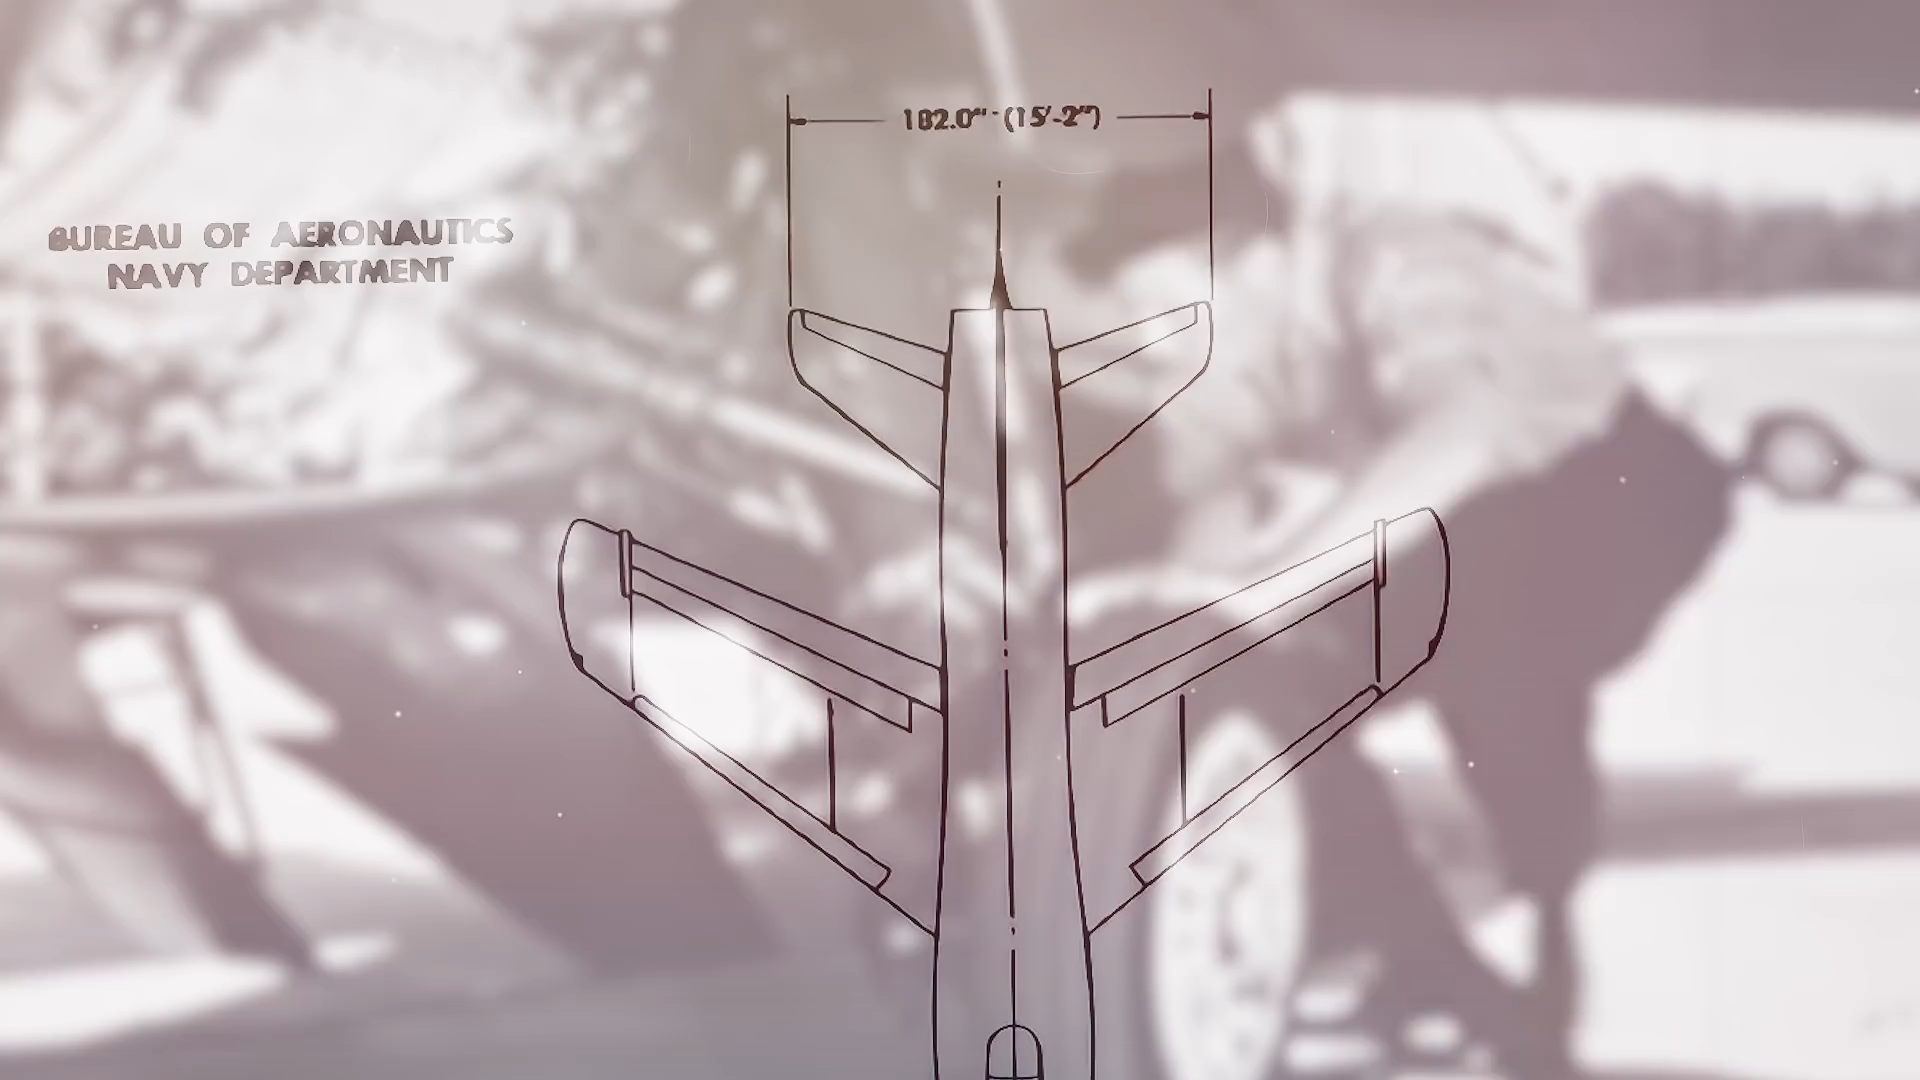 182.0" (15'-2")
BUREAU OF AERONAUTICS
NAVY DEPARTMENT